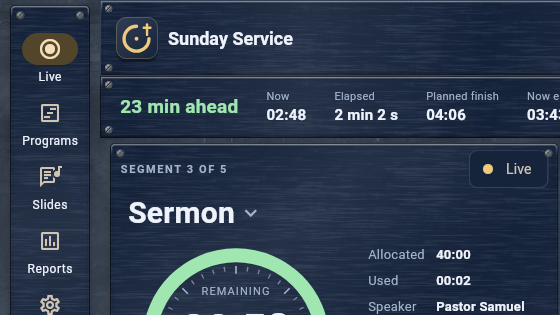 Live
Programs
Slides
Reports
Sunday Service
23 min ahead
Now
02:48
Elapsed
2 min 2 s
Planned finish
04:06
Now
SEGMENT 3 OF 5
Live
Sermon
REMAINING
Allocated 40:00
Used 00:02
Speaker Pastor Samuel